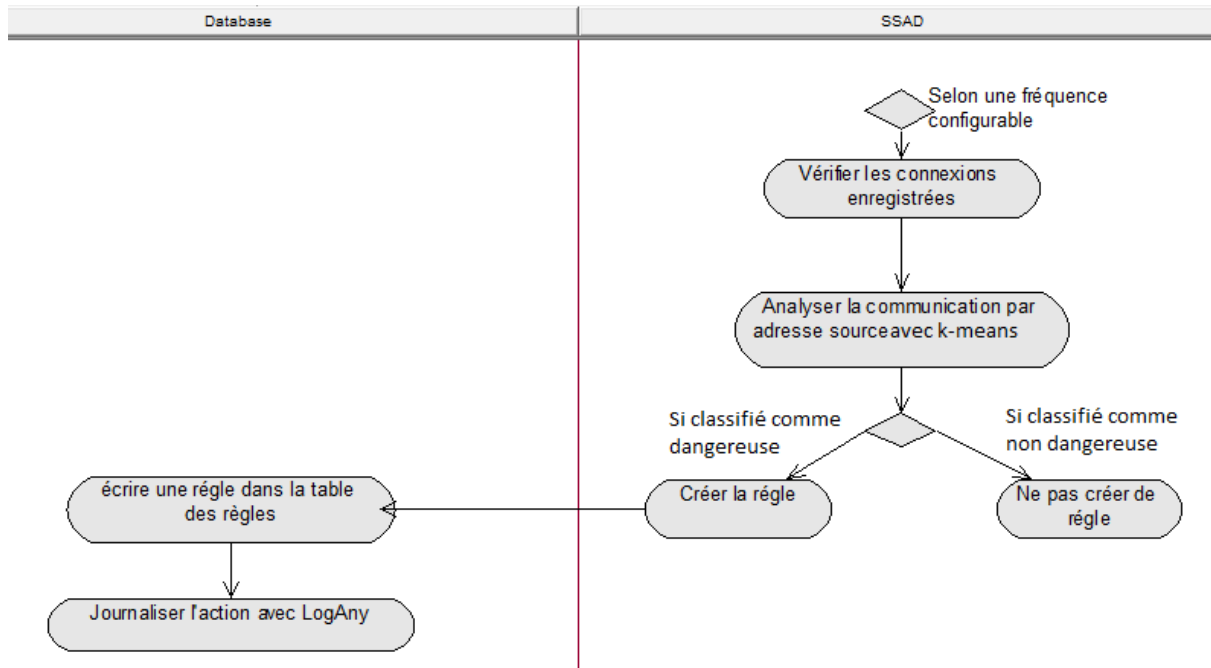 Database
SSAD
Selon une fréquence
configurable
Vérifier les connexions
enregistrées
Analyser la communication par
adresse source avec k-means
Si classifié comme
dangereuse
Si classifié comme
non dangereuse
écrire une régle dans la table
des règles
Créer la régle
Ne pas créer de
régle
Journaliser l'action avec LogAny